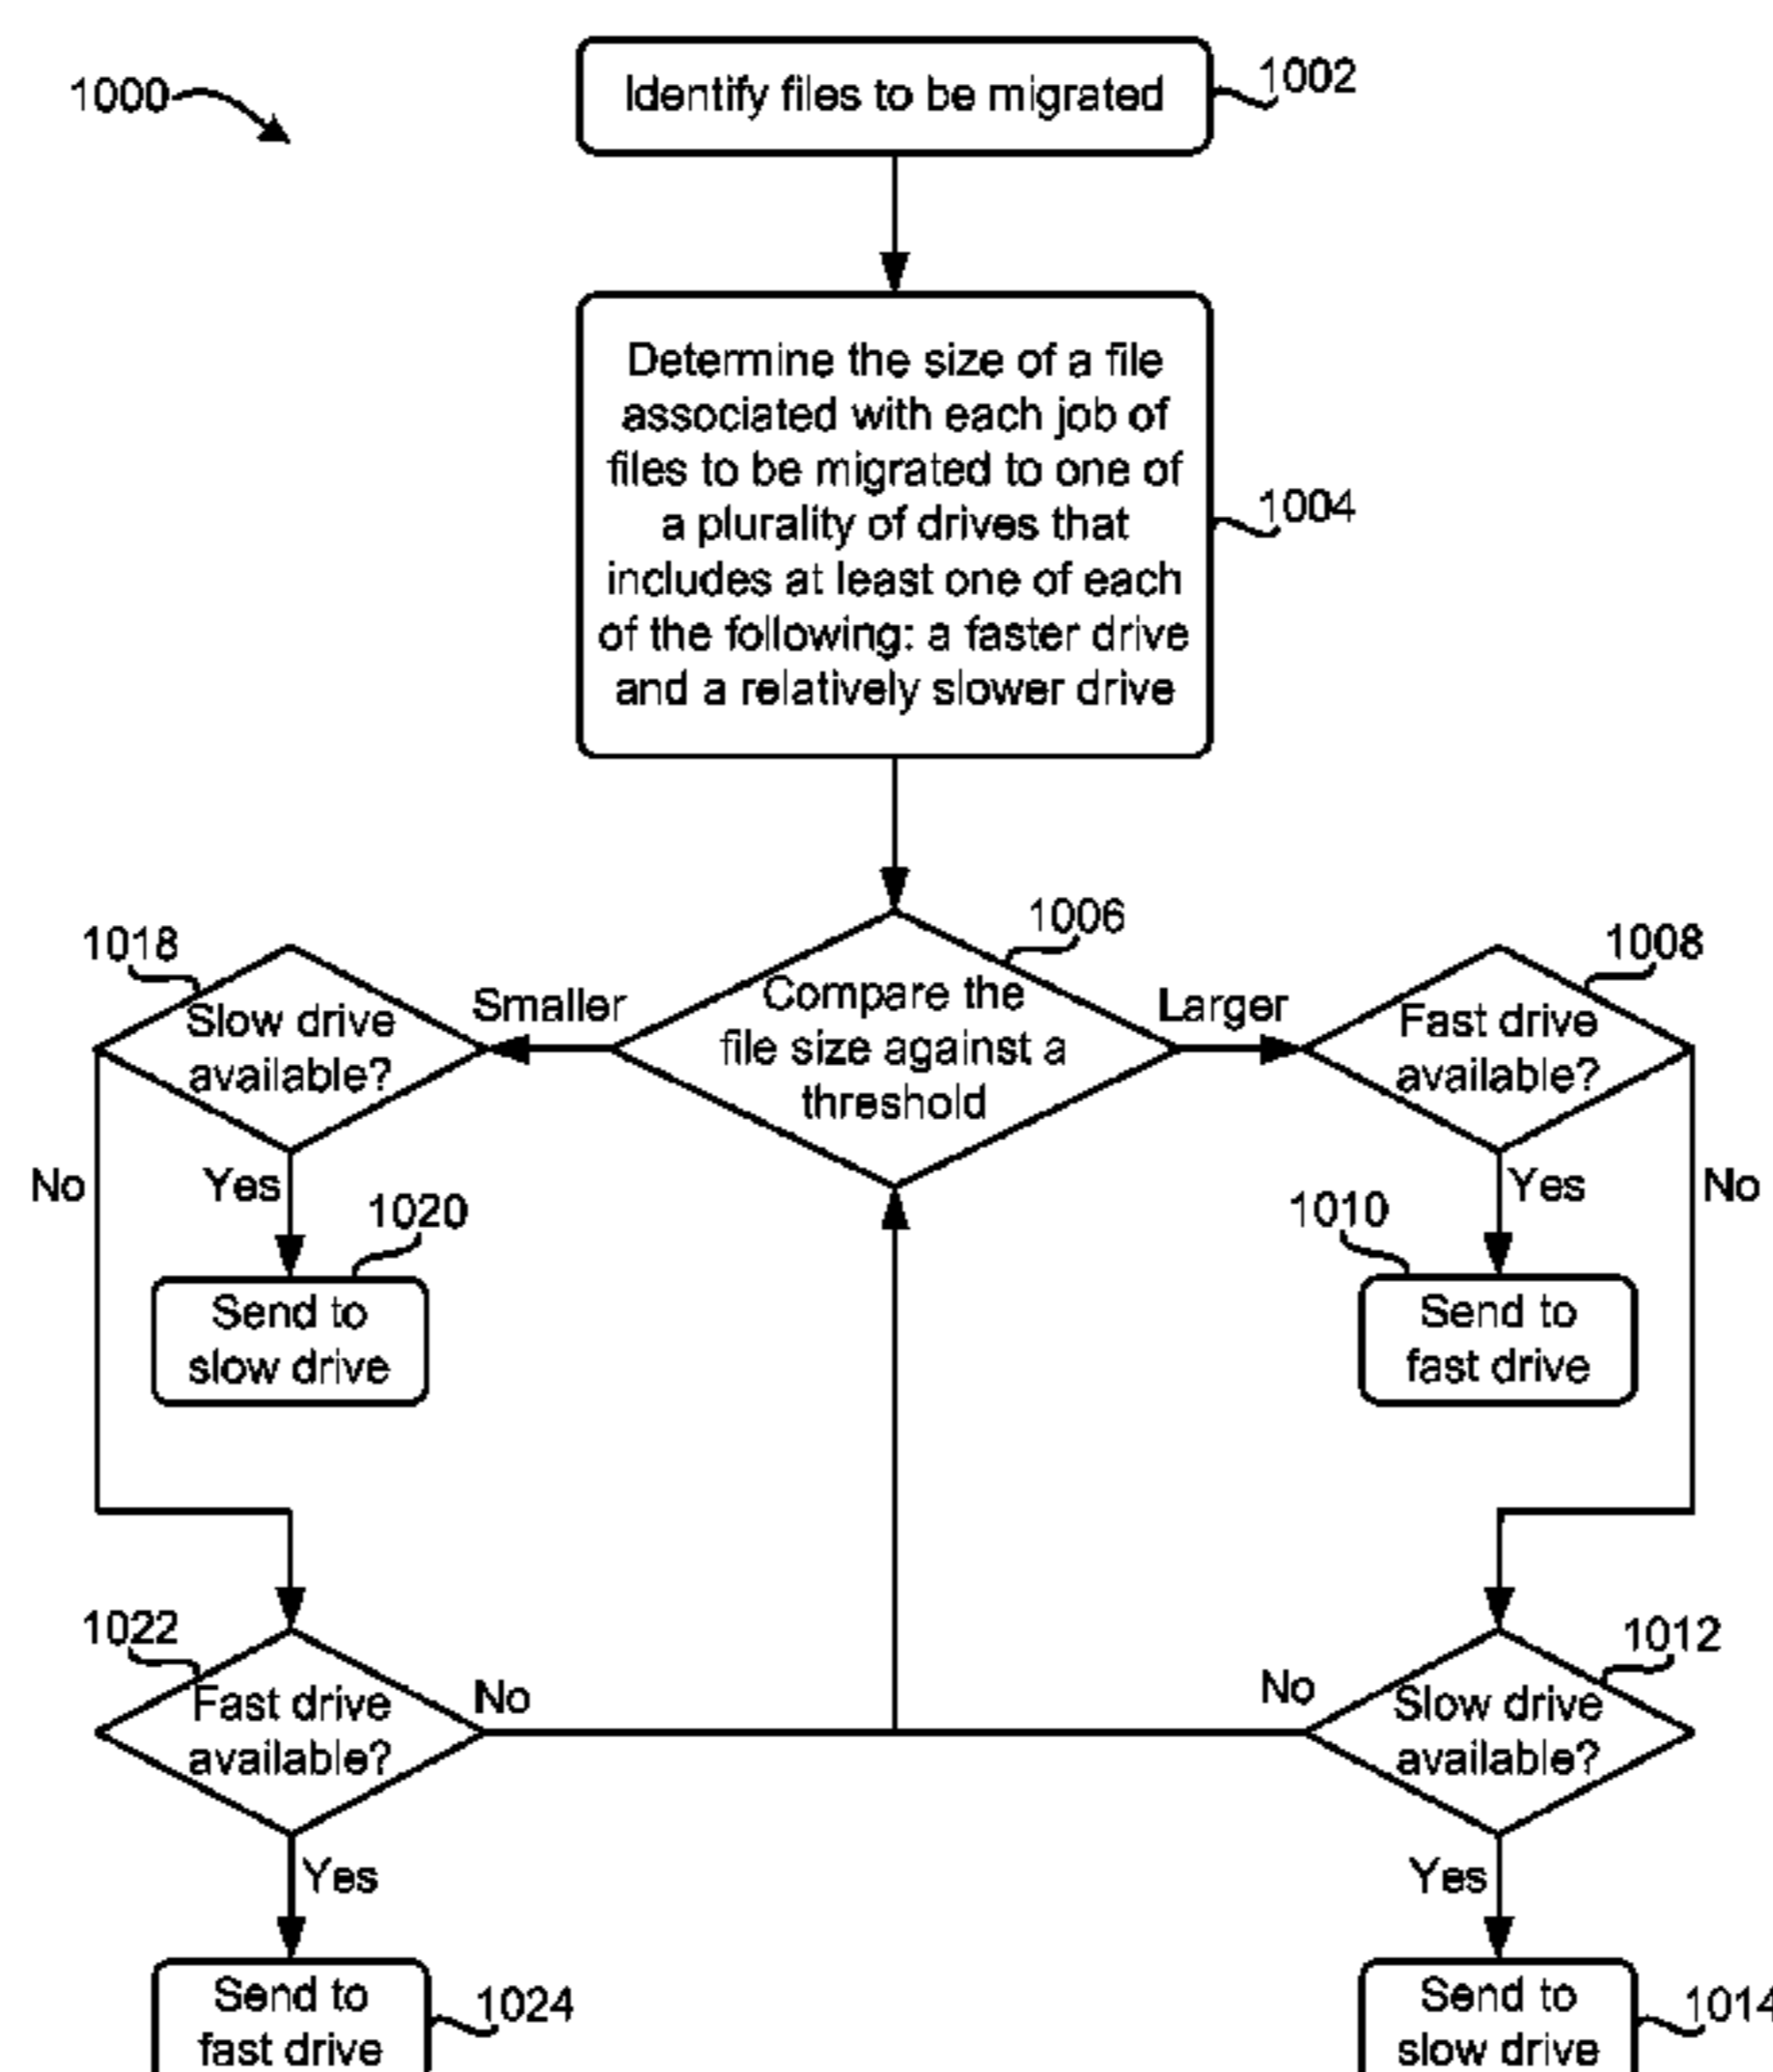 1000
Identify files to be migrated
1002
Determine the size of a file
associated with each job of
files to be migrated to one of
a plurality of drives that
includes at least one of each
of the following: a faster drive
and a relatively slower drive
1004
1018
Slow drive
available?
Smaller
1006
Compare the
file size against a
threshold
Larger
1008
Fast drive
available?
No
Yes
1020
Send to
slow drive
1010
Yes
No
Send to
fast drive
1022
Fast drive
available?
No
No
1012
Slow drive
available?
Yes
Yes
Send to
fast drive
1024
Send to
slow drive
1014